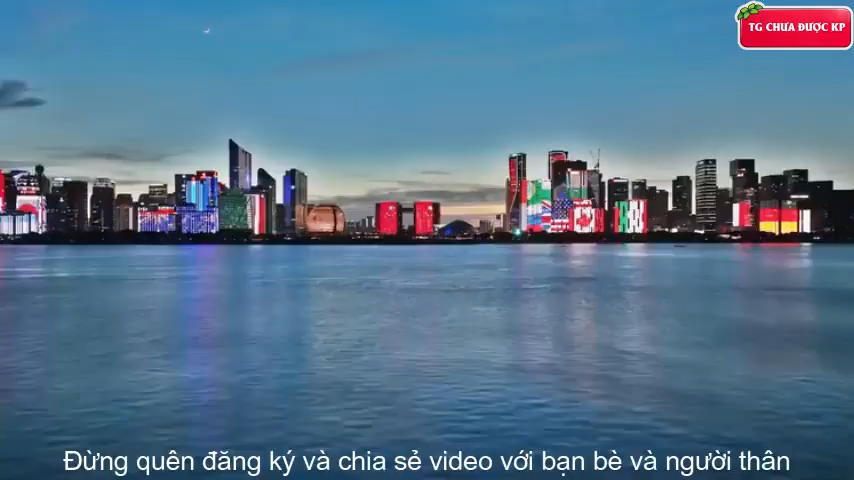 TG CHƯA ĐƯỢC KP
Đừng quên đăng ký và chia sẻ video với bạn bè và người thân